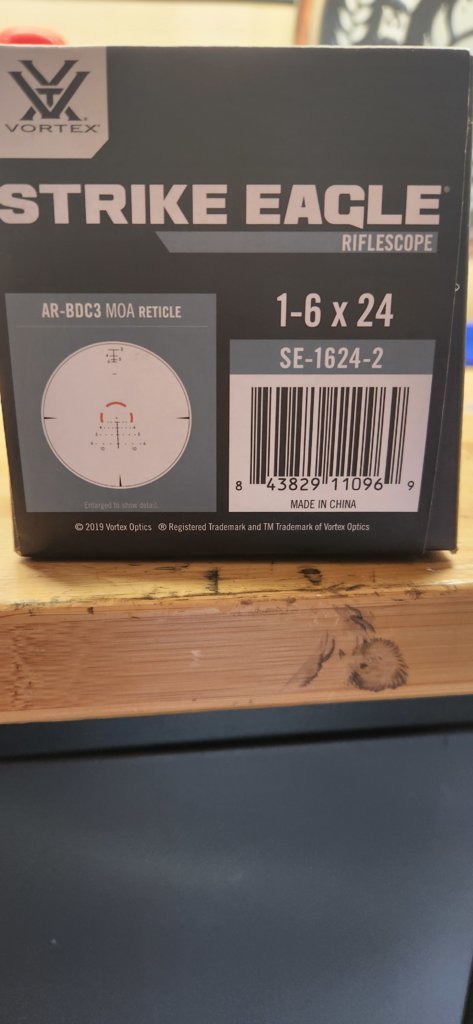 VORTEX
STRIKE EAGLE®
RIFLESCOPE
AR-BDC3 MOA RETICLE
Enlarged to show detail.
1-6 x 24
SE-1624-2
8 43829 11096 9
MADE IN CHINA
© 2019 Vortex Optics ® Registered Trademark and TM Trademark of Vortex Optics